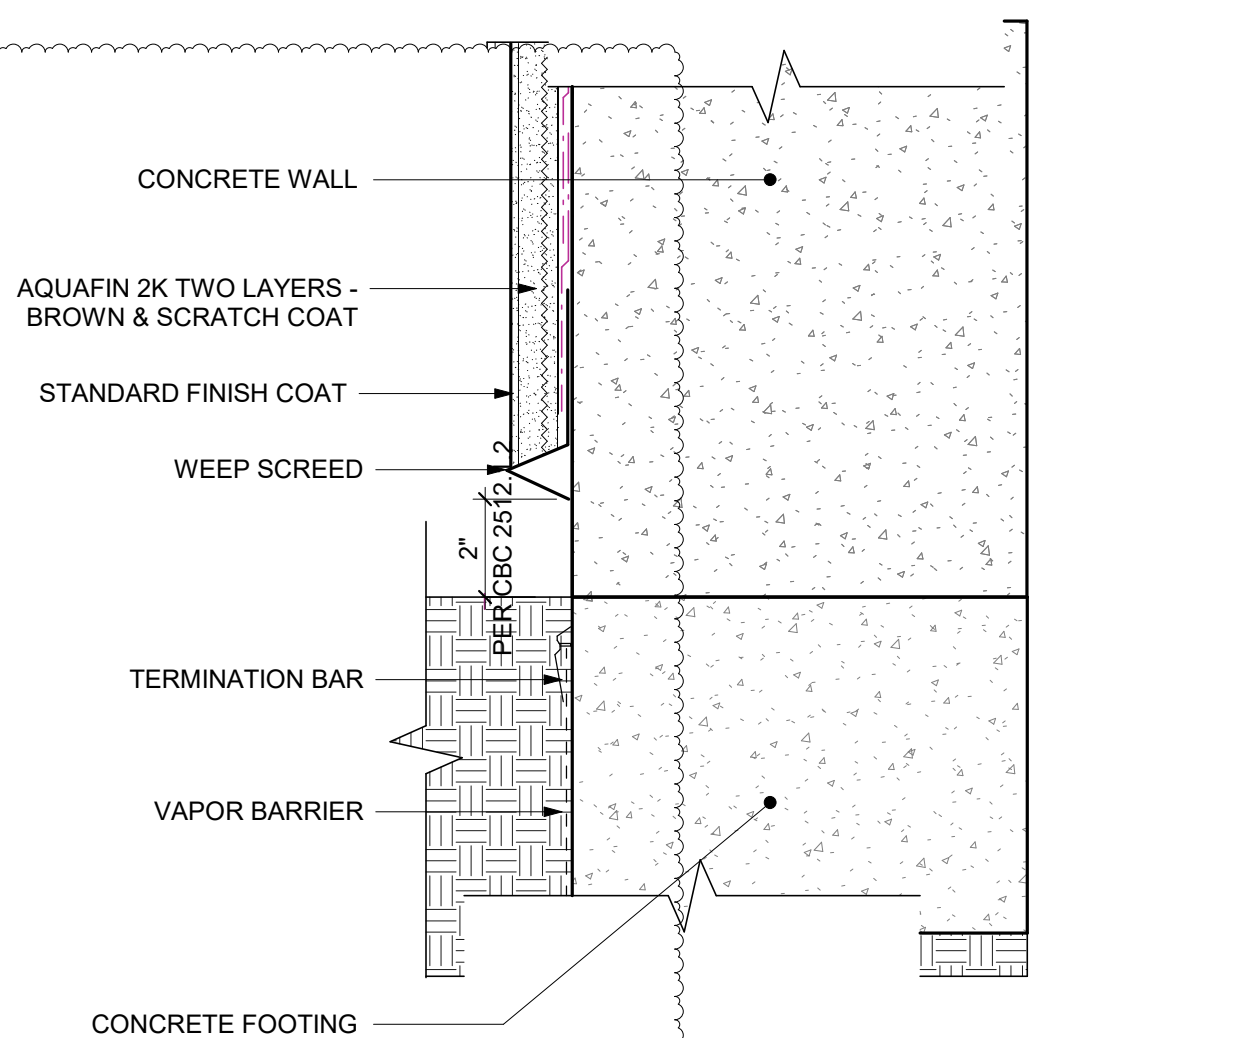 CONCRETE WALL
AQUAFIN 2K TWO LAYERS -
BROWN & SCRATCH COAT
STANDARD FINISH COAT
WEEP SCREED
2"
PER CBC 2512.1.2
TERMINATION BAR
VAPOR BARRIER
CONCRETE FOOTING